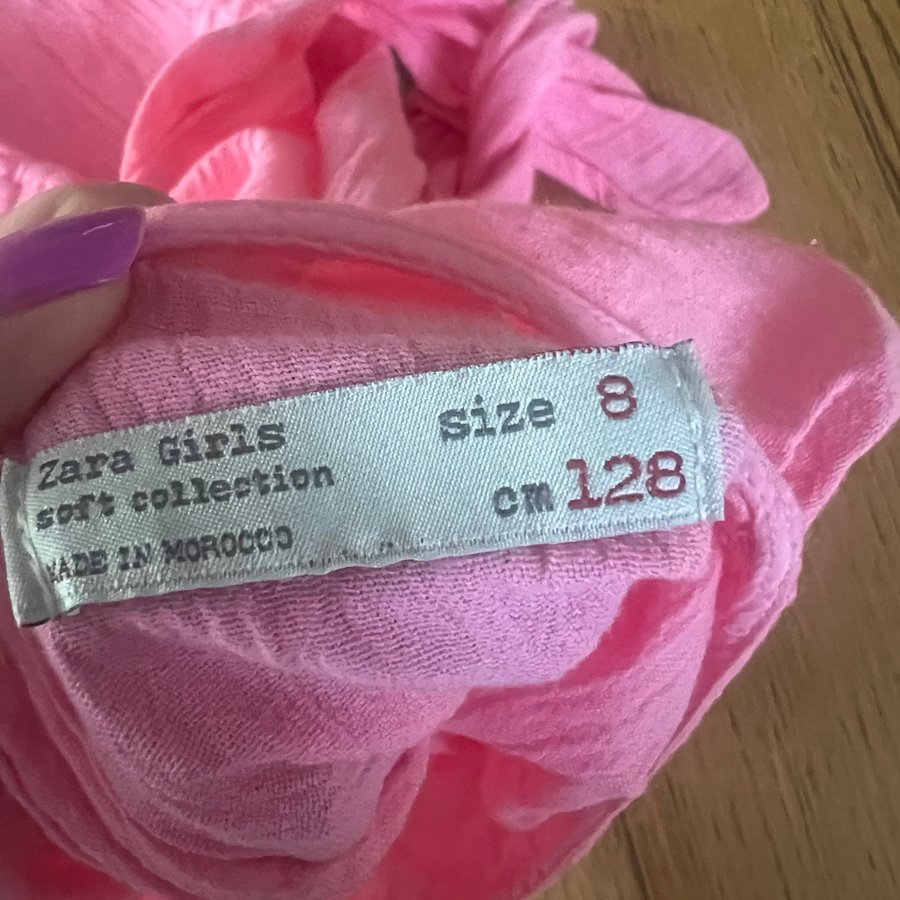 Zara Girls
soft collection
MADE IN MOROCCO
size 8
cm 128